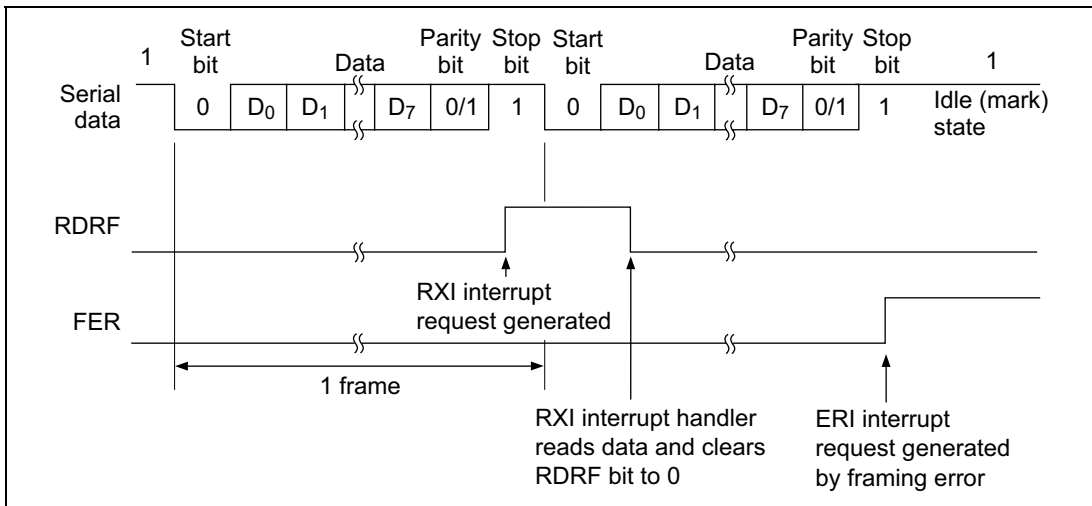 1 Start bit Data Parity bit Stop bit Start bit Data Parity bit Stop bit 1
Serial data 0 D0 D1 D7 0/1 1 0 D0 D1 D7 0/1 1 Idle (mark) state
RDRF
RXI interrupt
request generated
FER
1 frame
RXI interrupt handler
reads data and clears
RDRF bit to 0
ERI interrupt
request generated
by framing error